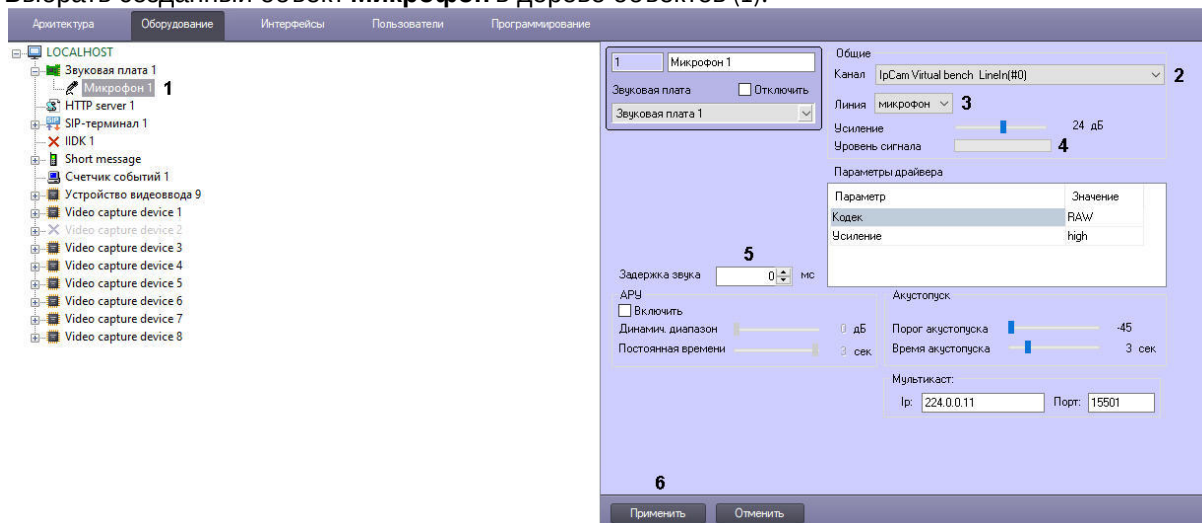 Выбрать созданный объект Микрофон в дереве объектов (1).
Архитектура Оборудование Интерфейсы Пользователи Программирование
LOCALHOST
Звуковая плата 1
Микрофон 1 1
HTTP server 1
SIP-терминал 1
IIDK 1
Short message
Счетчик событий 1
Устройство видеоввода 9
Video capture device 1
Video capture device 2
Video capture device 3
Video capture device 4
Video capture device 5
Video capture device 6
Video capture device 7
Video capture device 8
1 Микрофон 1
Звуковая плата Отключить
Звуковая плата 1
Общие
Канал IpCam Virtual bench LineIn(#0) 2
Линия микрофон 3
Усиление 24 дБ
Уровень сигнала 4
Параметры драйвера
Параметр Значение
Кодек RAW
Усиление high
5
Задержка звука 0 мс
АРУ
Включить
Динамич. диапазон 0 дБ
Постоянная времени 3 сек
Акустопуск
Порог акустопуска -45
Время акустопуска 3 сек
Мультикаст:
Ip: 224.0.0.11 Порт: 15501
6
Применить Отменить